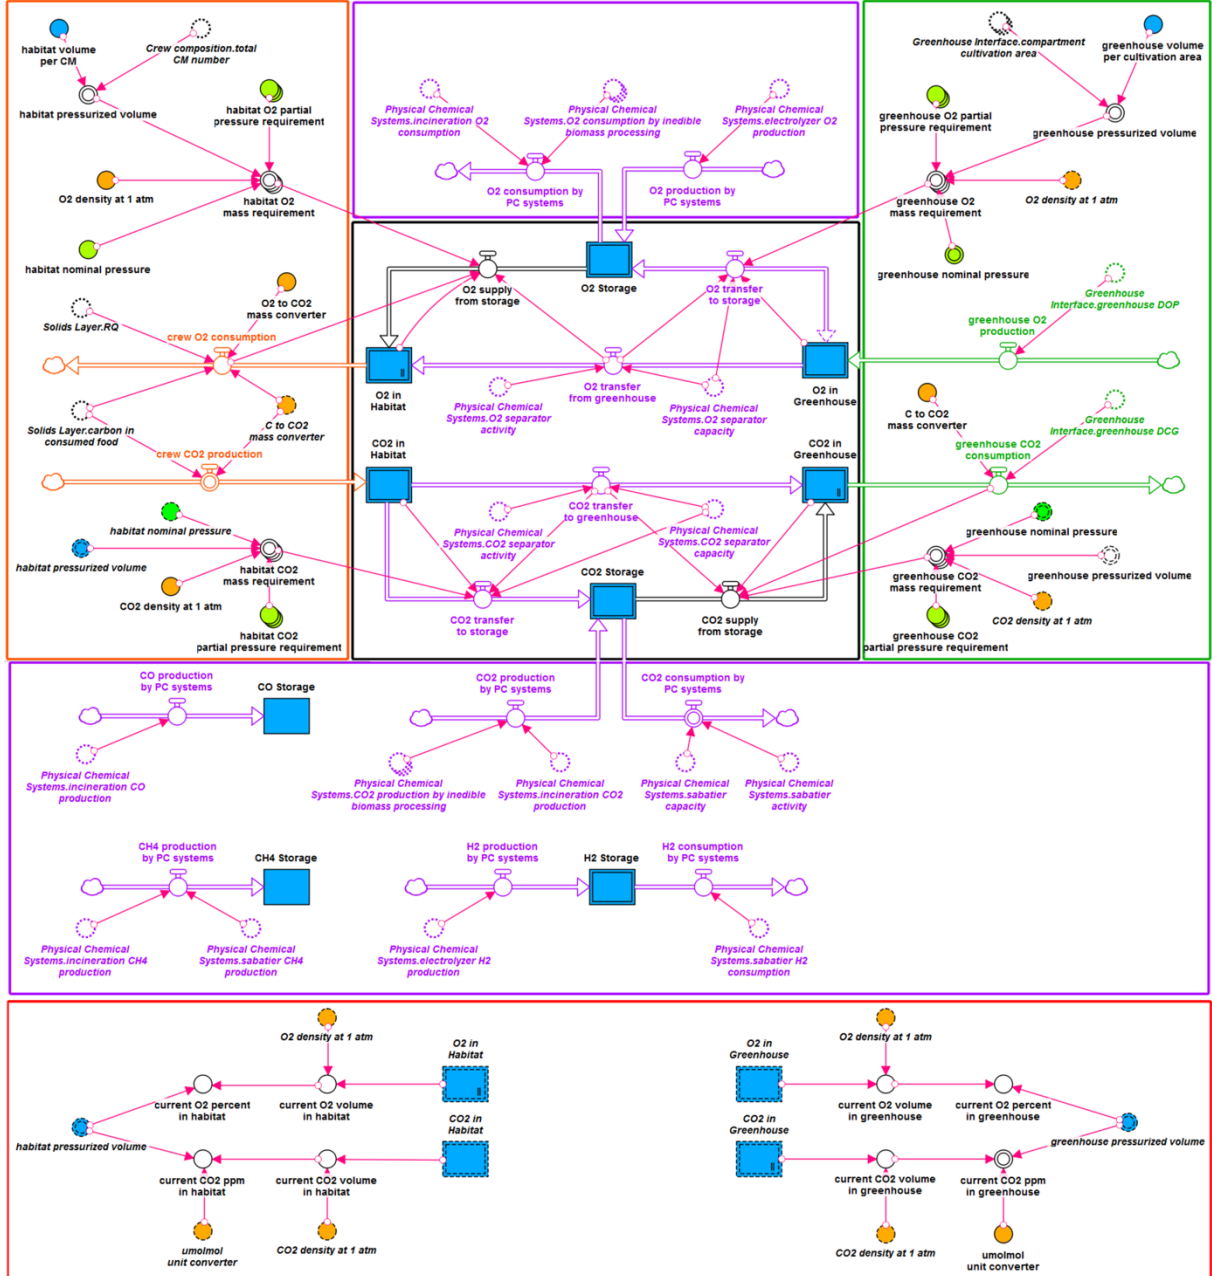 habitat volume
per CM
Crew composition.total
CM number
habitat pressurized volume
habitat O2 partial
pressure requirement
O2 density at 1 atm
habitat O2
mass requirement
habitat nominal pressure
O2 to CO2
mass converter
Solids Layer.RQ
crew O2 consumption
Solids Layer.carbon in
consumed food
C to CO2
mass converter
crew CO2 production
habitat nominal pressure
habitat pressurized volume
habitat CO2
mass requirement
CO2 density at 1 atm
habitat CO2
partial pressure requirement
Physical Chemical
Systems.incineration O2
consumption
Physical Chemical
Systems.O2 consumption by inedible
biomass processing
Physical Chemical
Systems.electrolyzer O2
production
O2 consumption by
PC systems
O2 production by
PC systems
O2 supply
from storage
O2 Storage
O2 transfer
to storage
O2 in
Habitat
O2 transfer
from greenhouse
O2 in
Greenhouse
Physical Chemical
Systems.O2 separator
activity
Physical Chemical
Systems.O2 separator
capacity
CO2 in
Habitat
CO2 in
Greenhouse
CO2 transfer
to greenhouse
Physical Chemical
Systems.CO2 separator
activity
Physical Chemical
Systems.CO2 separator
capacity
CO2 Storage
CO2 transfer
to storage
CO2 supply
from storage
Greenhouse Interface.compartment
cultivation area
greenhouse volume
per cultivation area
greenhouse O2 partial
pressure requirement
greenhouse pressurized volume
greenhouse O2
mass requirement
O2 density at 1 atm
greenhouse nominal pressure
Greenhouse
Interface.greenhouse DOP
greenhouse O2
production
C to CO2
mass converter
Greenhouse
Interface.greenhouse DCG
greenhouse CO2
consumption
greenhouse nominal pressure
greenhouse CO2
mass requirement
greenhouse pressurized volume
CO2 density at 1 atm
greenhouse CO2
partial pressure requirement
CO production
by PC systems
CO Storage
Physical Chemical
Systems.incineration CO
production
CO2 production
by PC systems
CO2 consumption by
PC systems
Physical Chemical
Systems.CO2 production by inedible
biomass processing
Physical Chemical
Systems.incineration CO2
production
Physical Chemical
Systems.sabatier
capacity
Physical Chemical
Systems.sabatier
activity
CH4 production
by PC systems
CH4 Storage
Physical Chemical
Systems.incineration CH4
production
Physical Chemical
Systems.sabatier CH4
production
H2 production
by PC systems
H2 Storage
H2 consumption
by PC systems
Physical Chemical
Systems.electrolyzer H2
production
Physical Chemical
Systems.sabatier H2
consumption
O2 density at 1 atm
O2 in
Habitat
current O2 percent
in habitat
current O2 volume
in habitat
CO2 in
Habitat
habitat pressurized volume
current CO2 ppm
in habitat
current CO2 volume
in habitat
umolmol
unit converter
CO2 density at 1 atm
O2 in
Greenhouse
O2 density at 1 atm
current O2 volume
in greenhouse
current O2 percent
in greenhouse
CO2 in
Greenhouse
greenhouse pressurized volume
current CO2 volume
in greenhouse
current CO2 ppm
in greenhouse
CO2 density at 1 atm
umolmol
unit converter